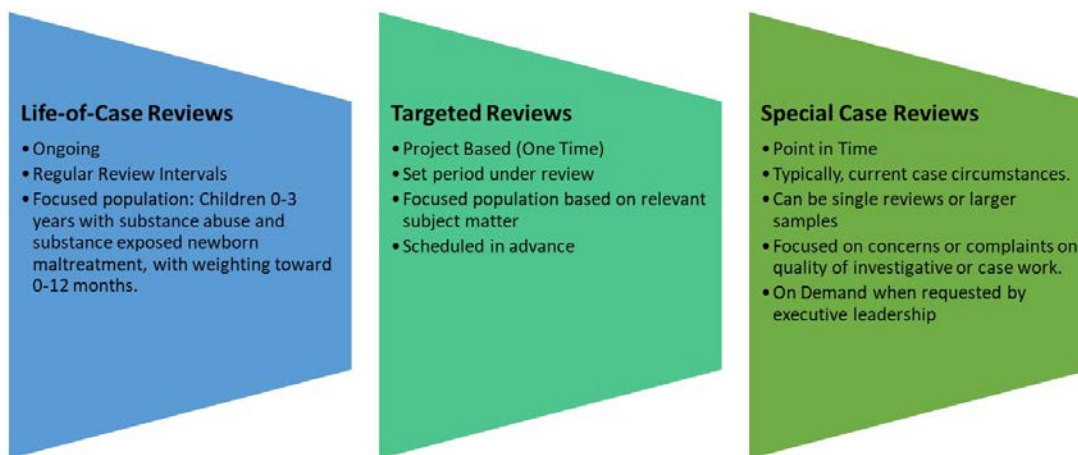 Life-of-Case Reviews
• Ongoing
• Regular Review Intervals
• Focused population: Children 0-3
years with substance abuse and
substance exposed newborn
maltreatment, with weighting toward
0-12 months.
Targeted Reviews
• Project Based (One Time)
• Set period under review
• Focused population based on relevant
subject matter
• Scheduled in advance
Special Case Reviews
• Point in Time
• Typically, current case circumstances.
• Can be single reviews or larger
samples
• Focused on concerns or complaints on
quality of investigative or case work.
• On Demand when requested by
executive leadership